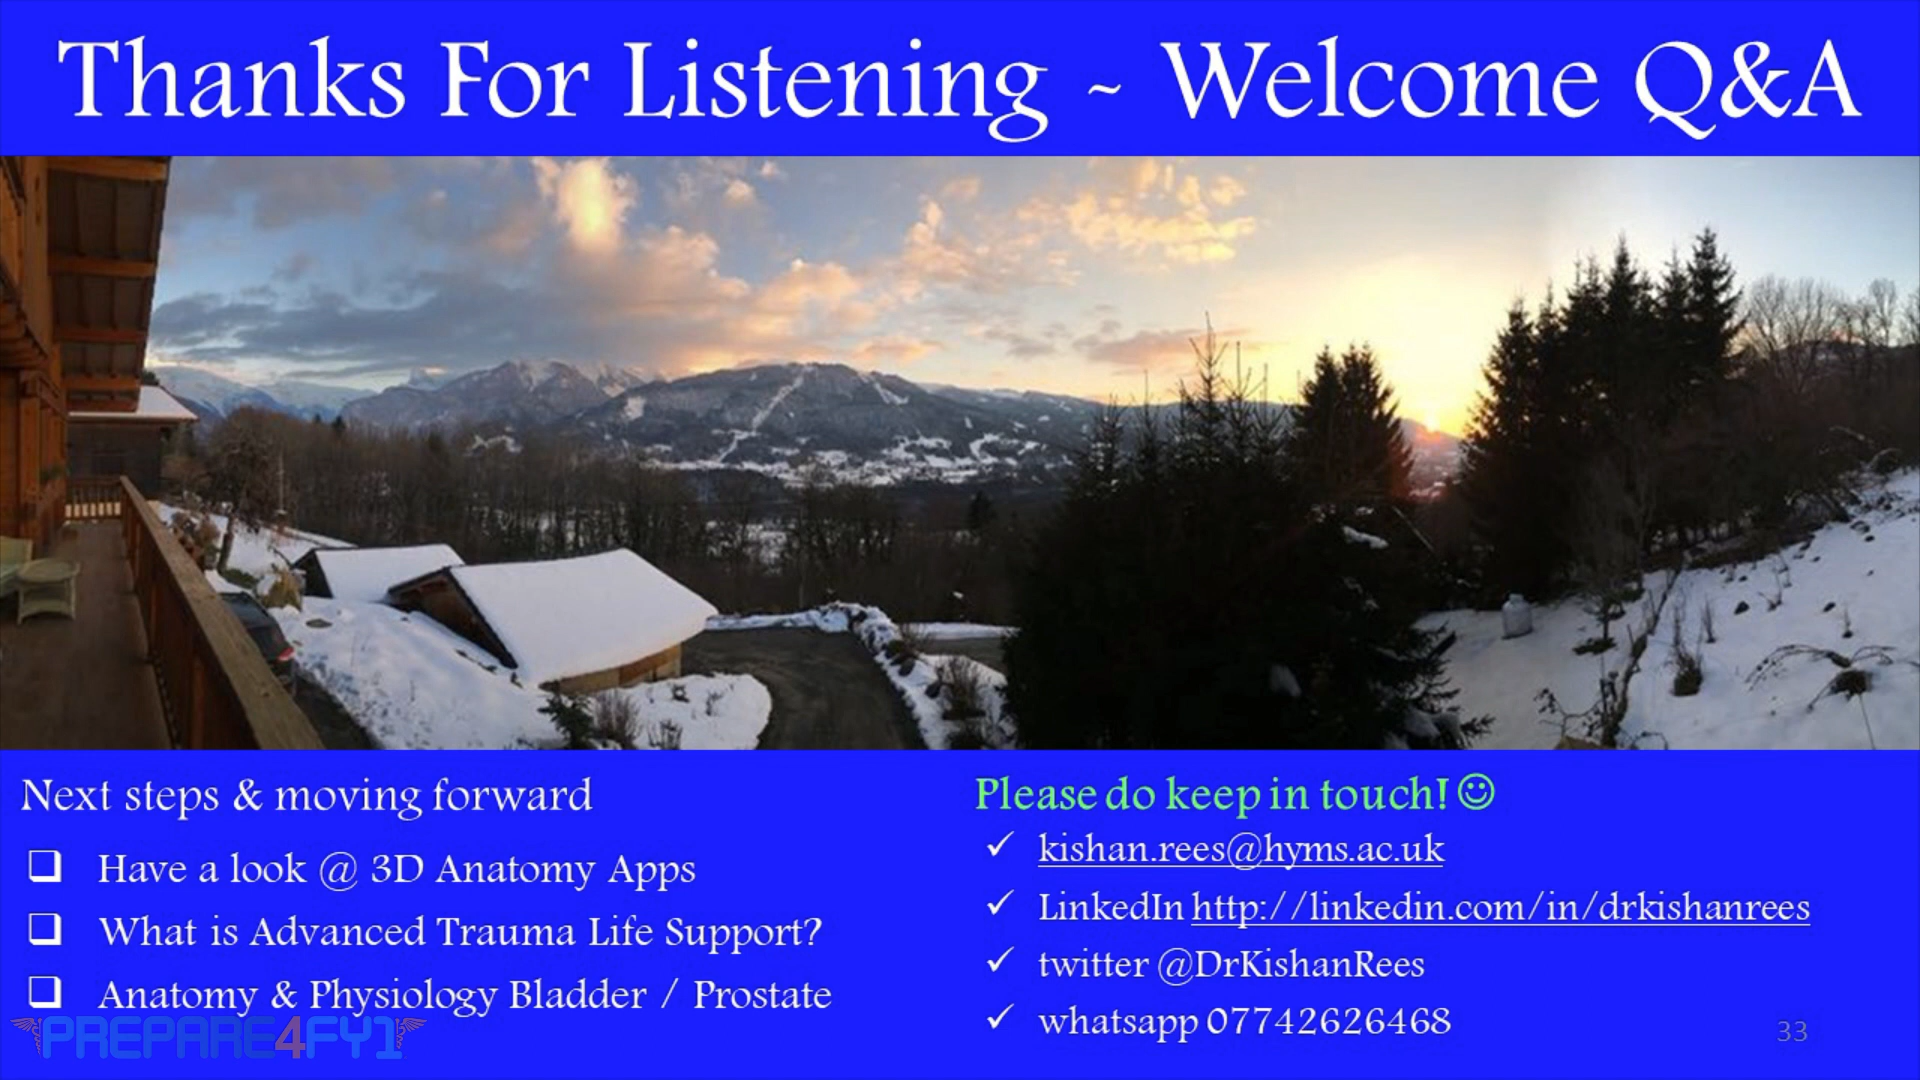 Thanks For Listening ~ Welcome Q&A
Next steps & moving forward
Have a look @ 3D Anatomy Apps
What is Advanced Trauma Life Support?
Anatomy & Physiology Bladder / Prostate
PREPARE4FY1
Please do keep in touch! ☺
kishan.rees@hyms.ac.uk
LinkedIn http://linkedin.com/in/drkishanrees
twitter @DrKishanRees
whatsapp 07742626468
33